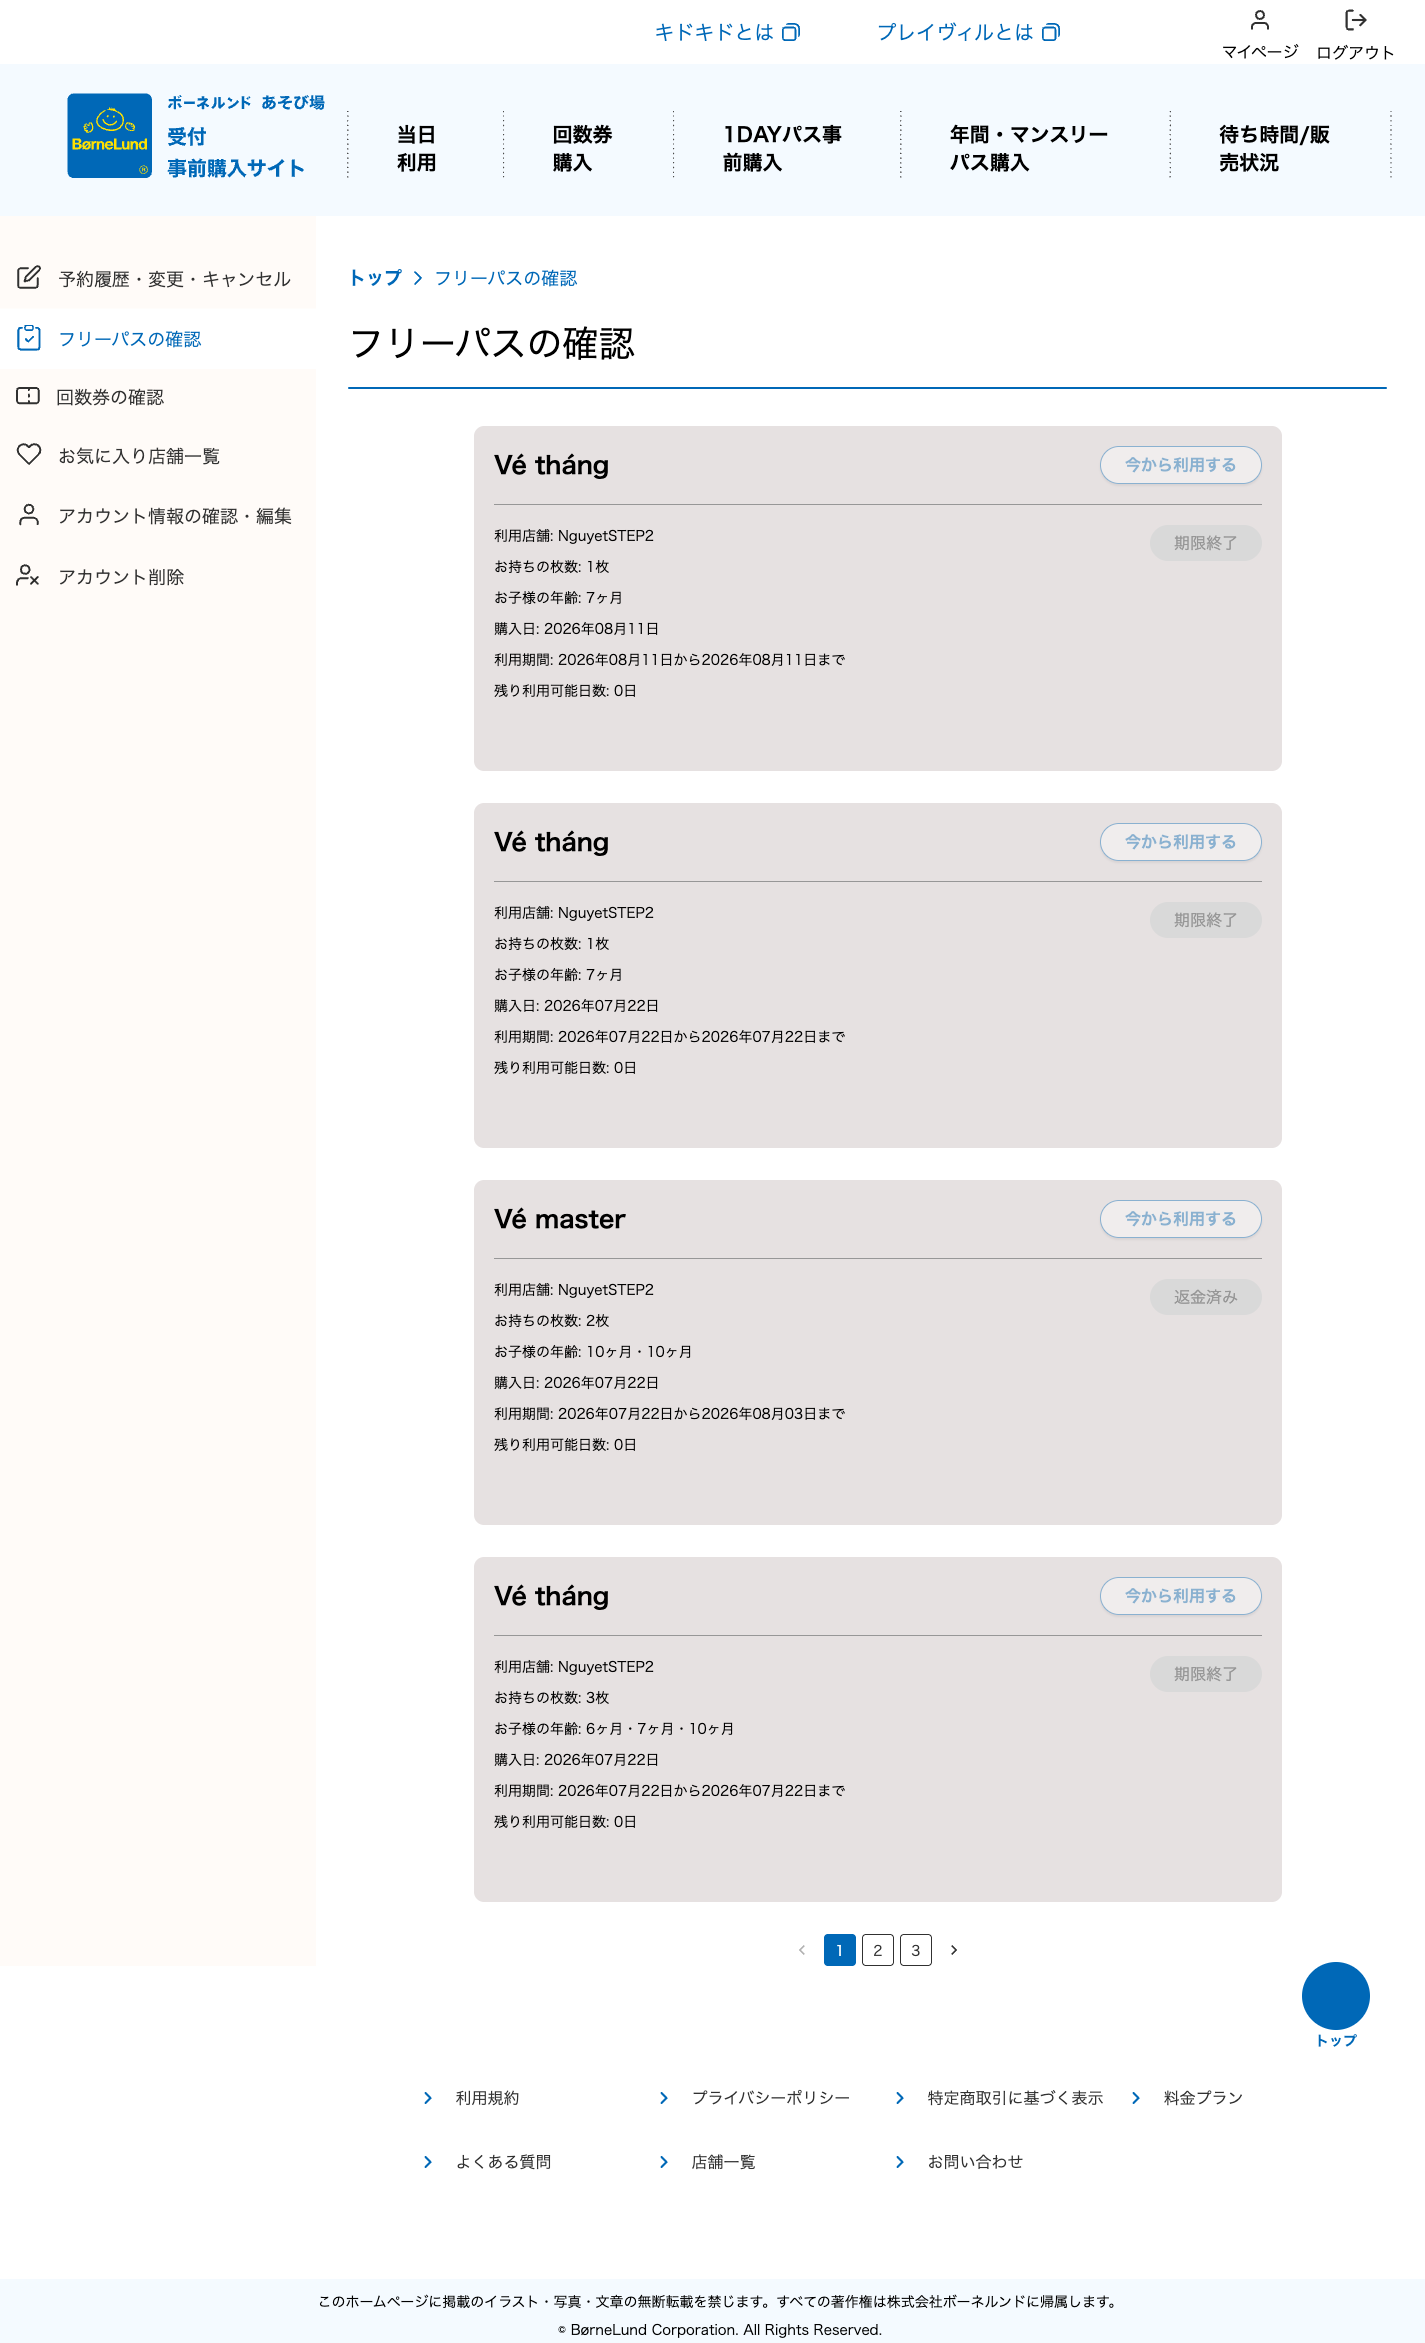 キドキドとは
プレイヴィルとは
マイページ
ログアウト
BørneLund
ボーネルンド あそび場
受付
事前購入サイト
当日
利用
回数券
購入
1DAYパス事
前購入
年間・マンスリー
パス購入
待ち時間/販
売状況
予約履歴・変更・キャンセル
フリーパスの確認
回数券の確認
お気に入り店舗一覧
アカウント情報の確認・編集
アカウント削除
トップ > フリーパスの確認
フリーパスの確認
Vé tháng
今から利用する
利用店舗: NguyetSTEP2
期限終了
お持ちの枚数: 1枚
お子様の年齢: 7ヶ月
購入日: 2026年08月11日
利用期間: 2026年08月11日から2026年08月11日まで
残り利用可能日数: 0日
Vé tháng
今から利用する
利用店舗: NguyetSTEP2
期限終了
お持ちの枚数: 1枚
お子様の年齢: 7ヶ月
購入日: 2026年07月22日
利用期間: 2026年07月22日から2026年07月22日まで
残り利用可能日数: 0日
Vé master
今から利用する
利用店舗: NguyetSTEP2
返金済み
お持ちの枚数: 2枚
お子様の年齢: 10ヶ月・10ヶ月
購入日: 2026年07月22日
利用期間: 2026年07月22日から2026年08月03日まで
残り利用可能日数: 0日
Vé tháng
今から利用する
利用店舗: NguyetSTEP2
期限終了
お持ちの枚数: 3枚
お子様の年齢: 6ヶ月・7ヶ月・10ヶ月
購入日: 2026年07月22日
利用期間: 2026年07月22日から2026年07月22日まで
残り利用可能日数: 0日
1 2 3
トップ
利用規約
プライバシーポリシー
特定商取引に基づく表示
料金プラン
よくある質問
店舗一覧
お問い合わせ
このホームページに掲載のイラスト・写真・文章の無断転載を禁じます。すべての著作権は株式会社ボーネルンドに帰属します。
© BørneLund Corporation. All Rights Reserved.